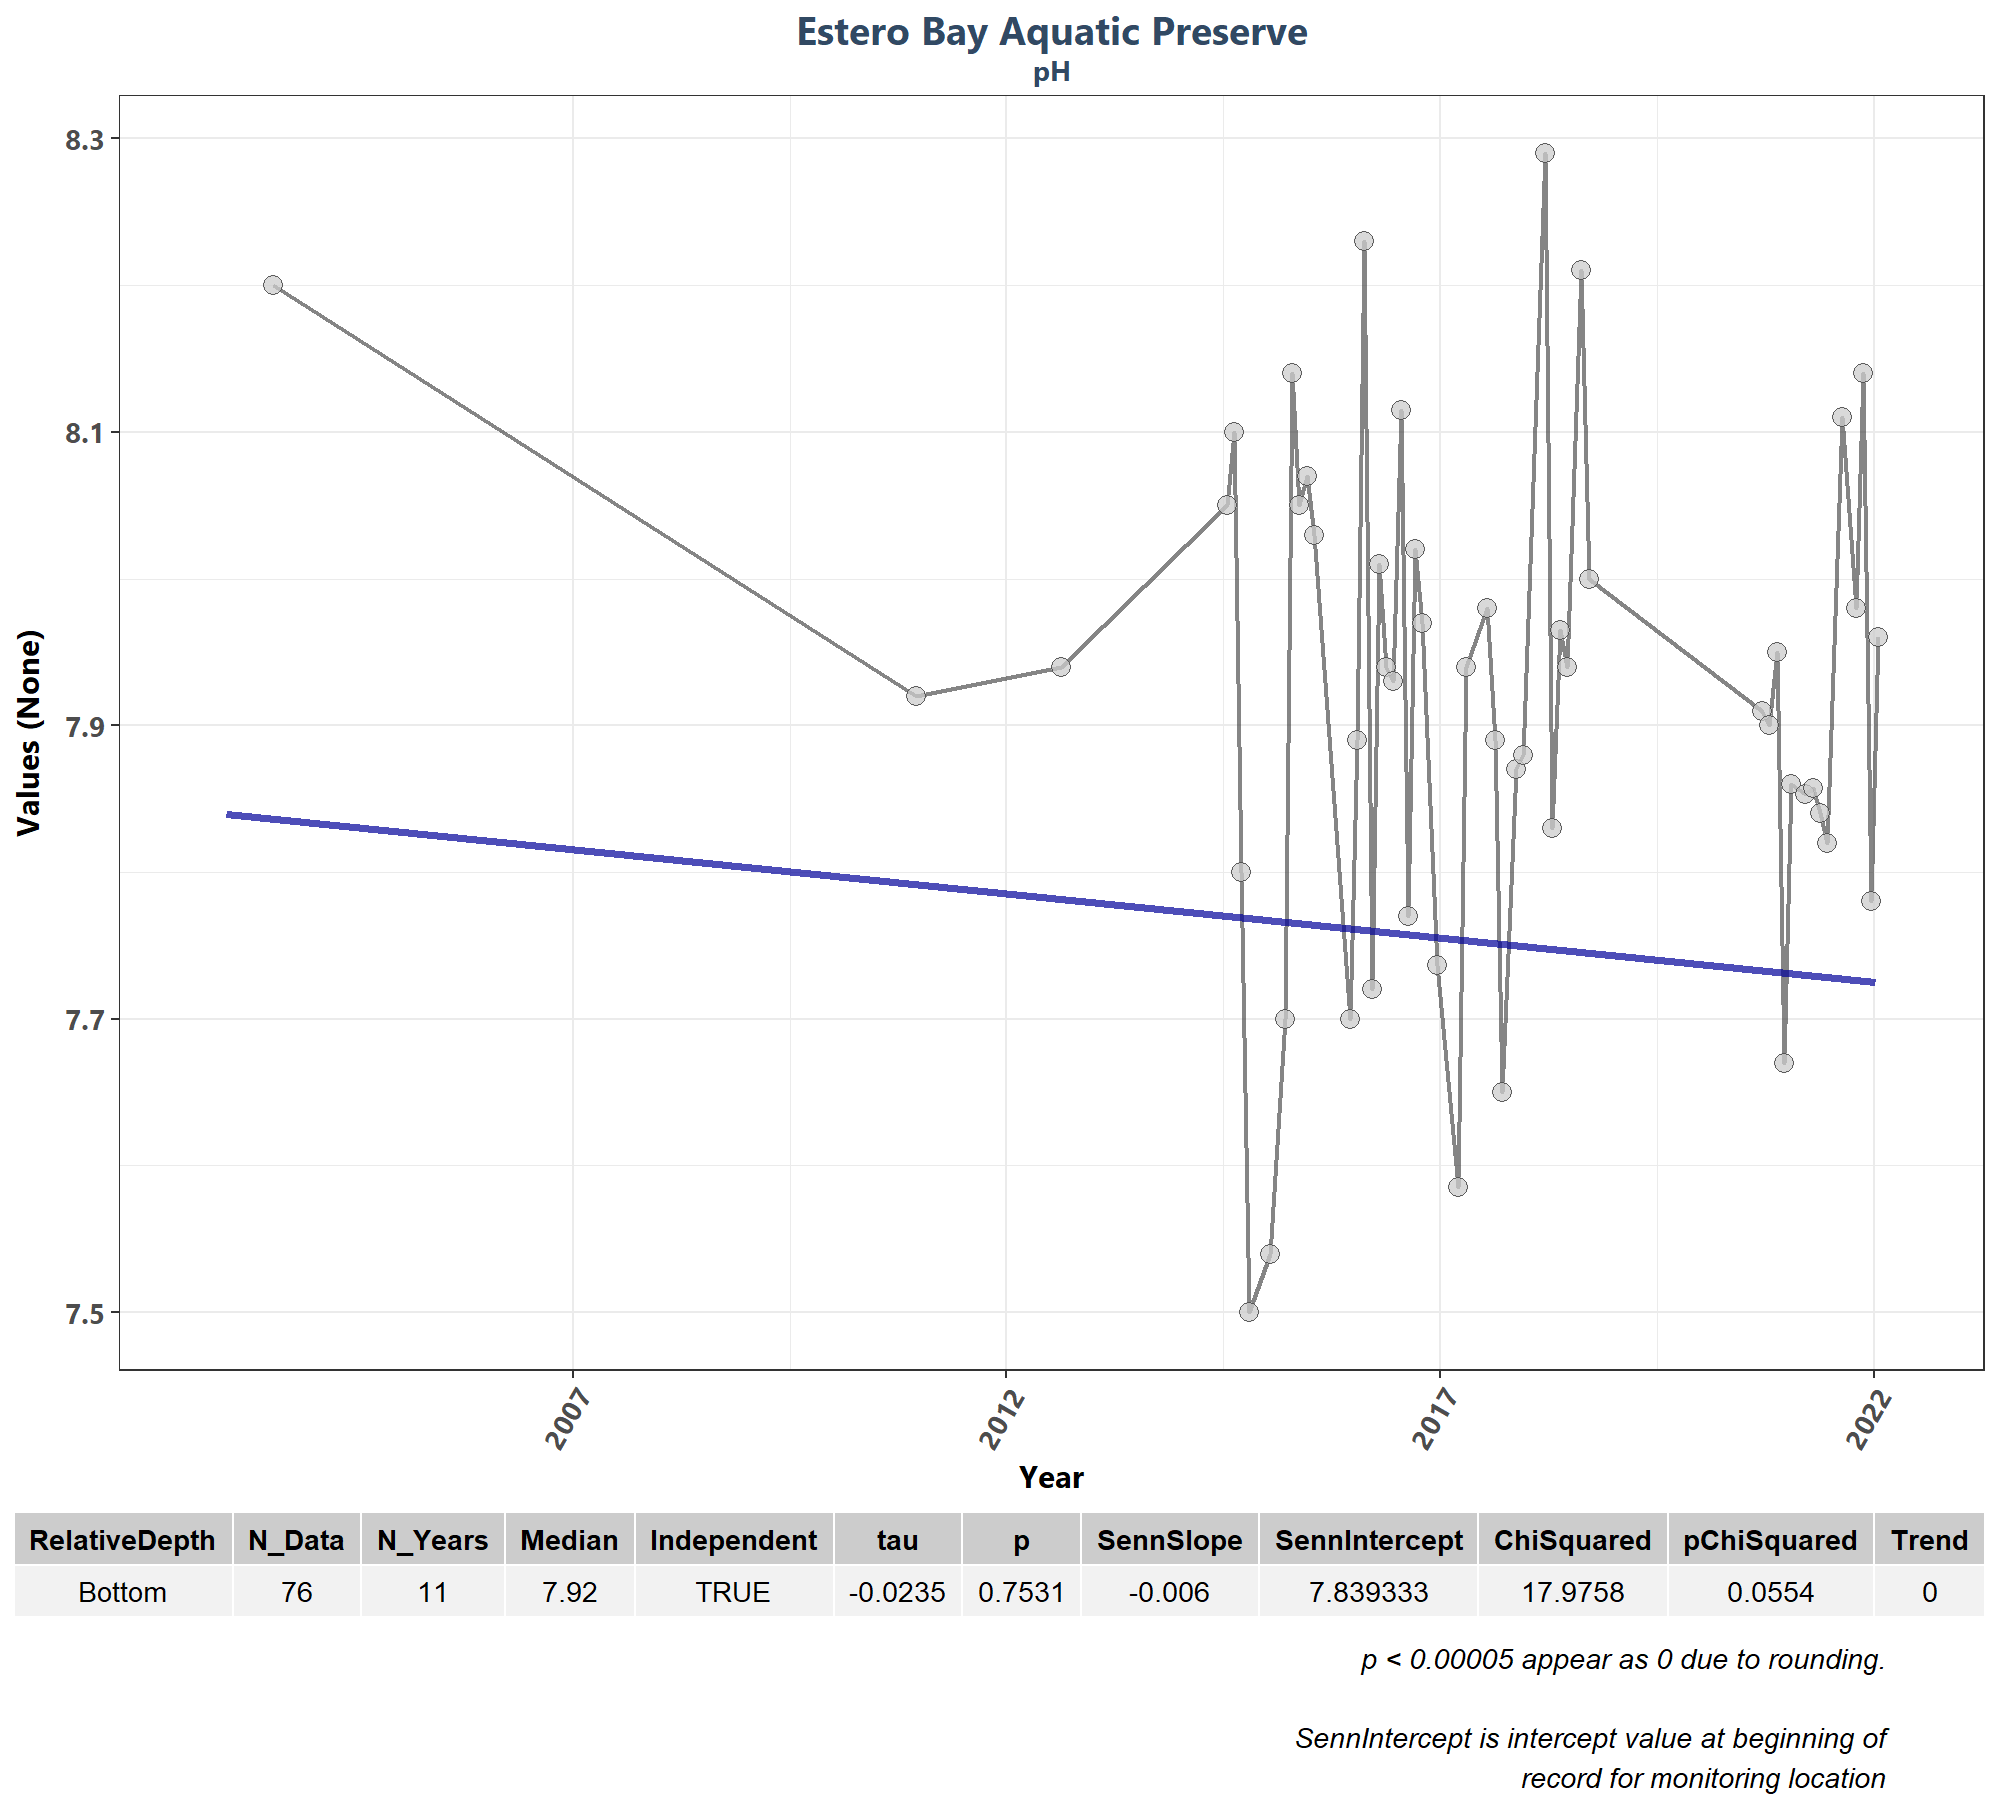 Estero Bay Aquatic Preserve
pH
8.3
8.1
7.9
7.7
7.5
Values (None)
2007 2012 2017 2022
Year
RelativeDepth N_Data N_Years Median Independent tau p SennSlope SennIntercept ChiSquared pChiSquared Trend
Bottom 76 11 7.92 TRUE -0.0235 0.7531 -0.006 7.839333 17.9758 0.0554 0
p < 0.00005 appear as 0 due to rounding.
SennIntercept is intercept value at beginning of
record for monitoring location